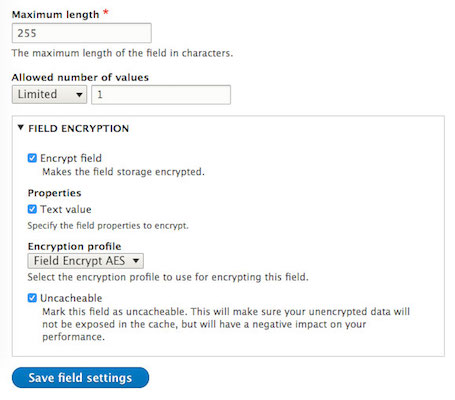 Maximum length *
255
The maximum length of the field in characters.
Allowed number of values
Limited 1
FIELD ENCRYPTION
Encrypt field
Makes the field storage encrypted.
Properties
Text value
Specify the field properties to encrypt.
Encryption profile
Field Encrypt AES
Select the encryption profile to use for encrypting this field.
Uncacheable
Mark this field as uncacheable. This will make sure your unencrypted data will
not be exposed in the cache, but will have a negative impact on your
performance.
Save field settings